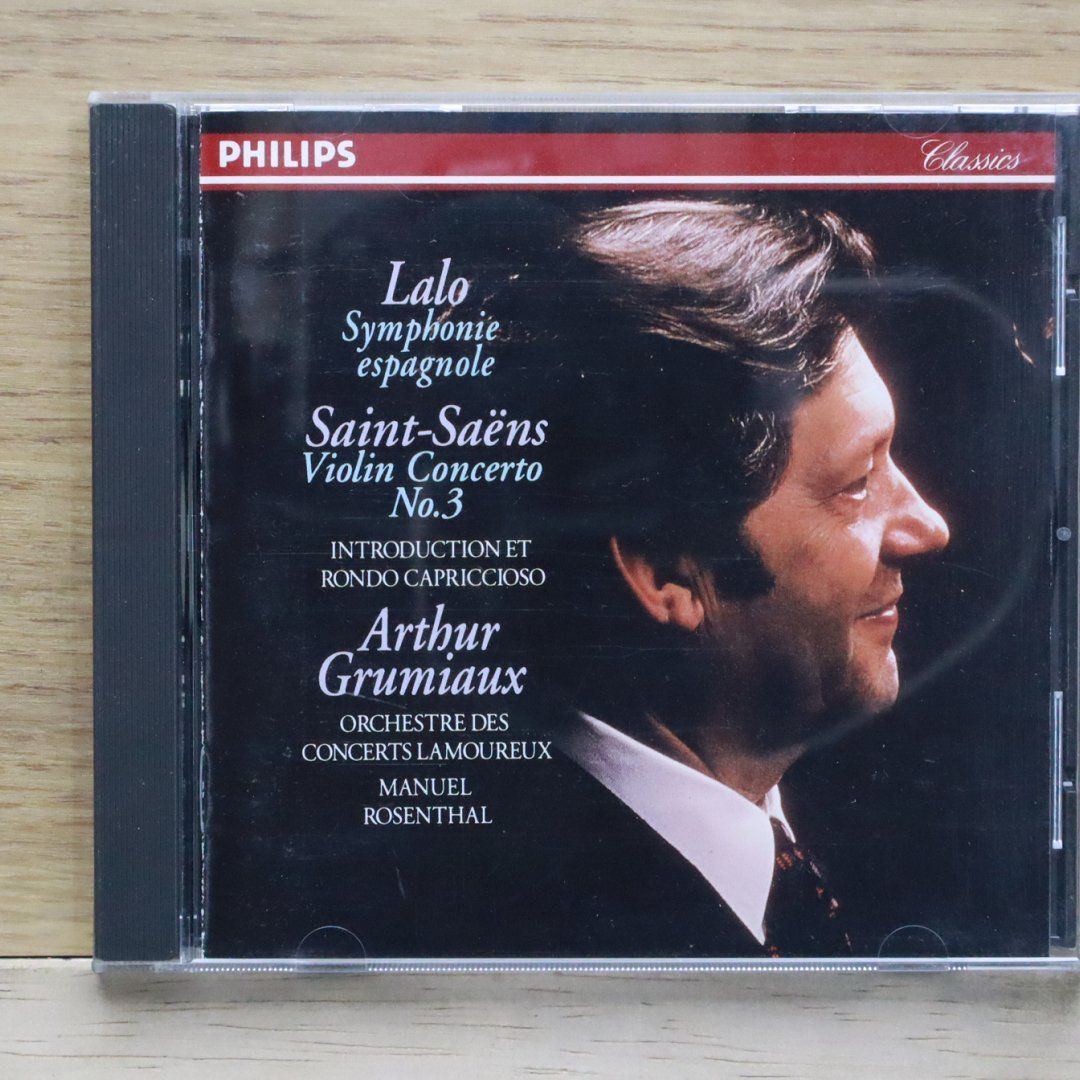 PHILIPS
Classics
Lalo
Symphonie
espagnole
Saint-Saëns
Violin Concerto
No.3
INTRODUCTION ET
RONDO CAPRICCIOSO
Arthur
Grumiaux
ORCHESTRE DES
CONCERTS LAMOUREUX
MANUEL
ROSENTHAL